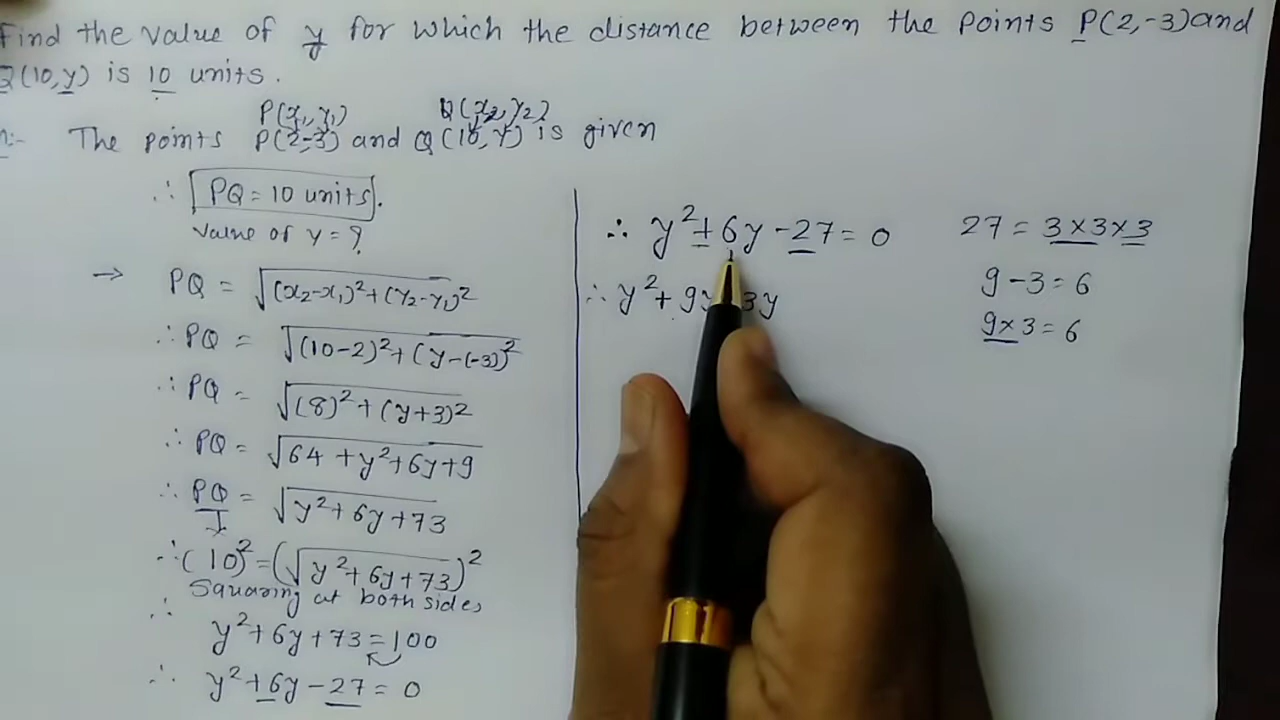 Find the value of y for which the distance between the points P(2,-3) and
Q(10,y) is 10 units.
P(x₁,y₁) Q(x₂,y₂)
The points P(2-3) and Q(10,y) is given
∴ PQ = 10 units.
value of y = ?
→ PQ = √(x₂-x₁)²+(y₂-y₁)²
∴ PQ = √(10-2)²+(y-(-3))²
∴ PQ = √(8)²+(y+3)²
∴ PQ = √64+y²+6y+9
∴ PQ = √y²+6y+73
∴ (10)² = (√y²+6y+73)²
Squaring at both sides
∴ y²+6y+73=100
∴ y²+6y-27=0
∴ y²+6y-27=0
∴ y²+9y 3y
27 = 3×3×3
9-3=6
9×3=6